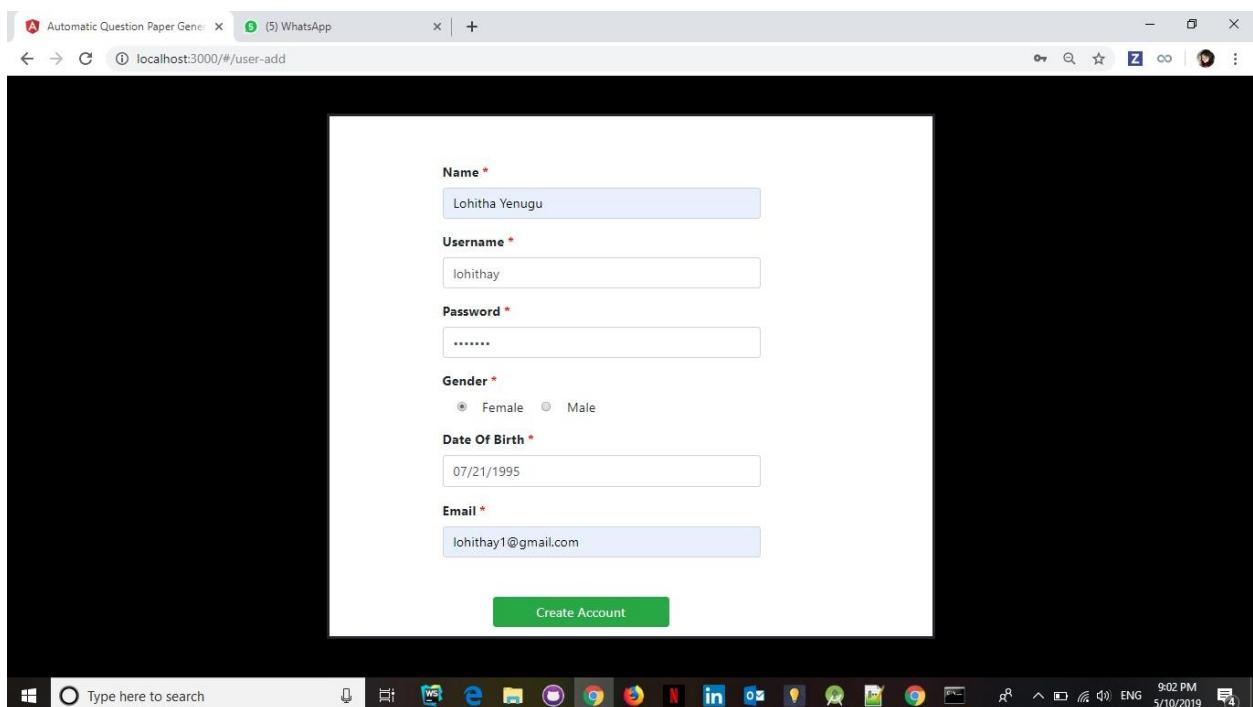 Automatic Question Paper Gener
(5) WhatsApp
localhost:3000/#/user-add
Name *
Lohitha Yenugu
Username *
lohithay
Password *
•••••••
Gender *
Female Male
Date Of Birth *
07/21/1995
Email *
lohithay1@gmail.com
Create Account
Type here to search
ENG
9:02 PM
5/10/2019